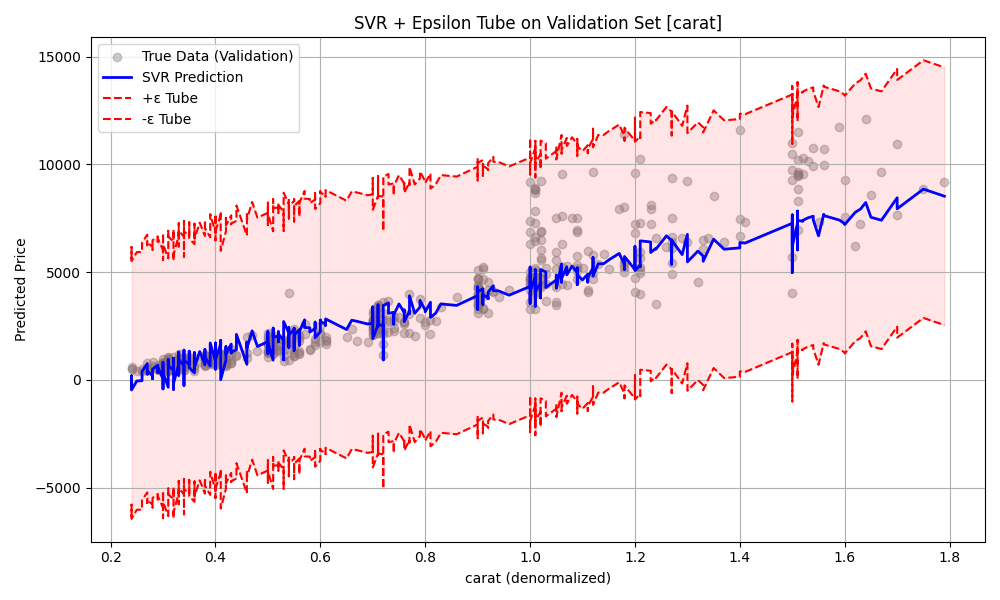 SVR + Epsilon Tube on Validation Set [carat]
True Data (Validation)
SVR Prediction
+ε Tube
-ε Tube
Predicted Price
15000
10000
5000
0
−5000
0.2 0.4 0.6 0.8 1.0 1.2 1.4 1.6 1.8
carat (denormalized)